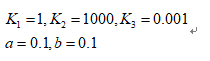 K₁ =1, K₂ = 1000, K₃ = 0.001
a = 0.1, b = 0.1